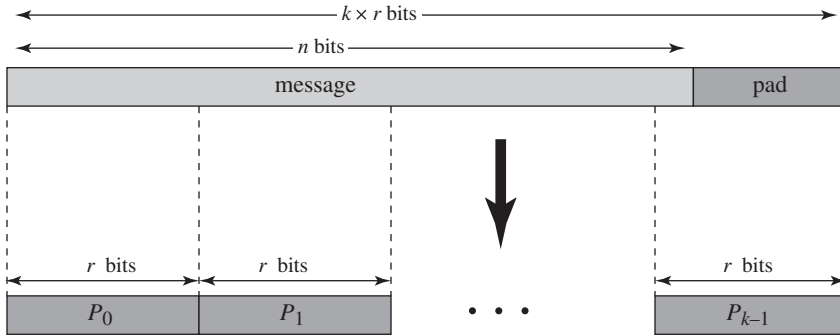 k × r bits
n bits
message pad
r bits r bits r bits
P0 P1 • • • Pk–1